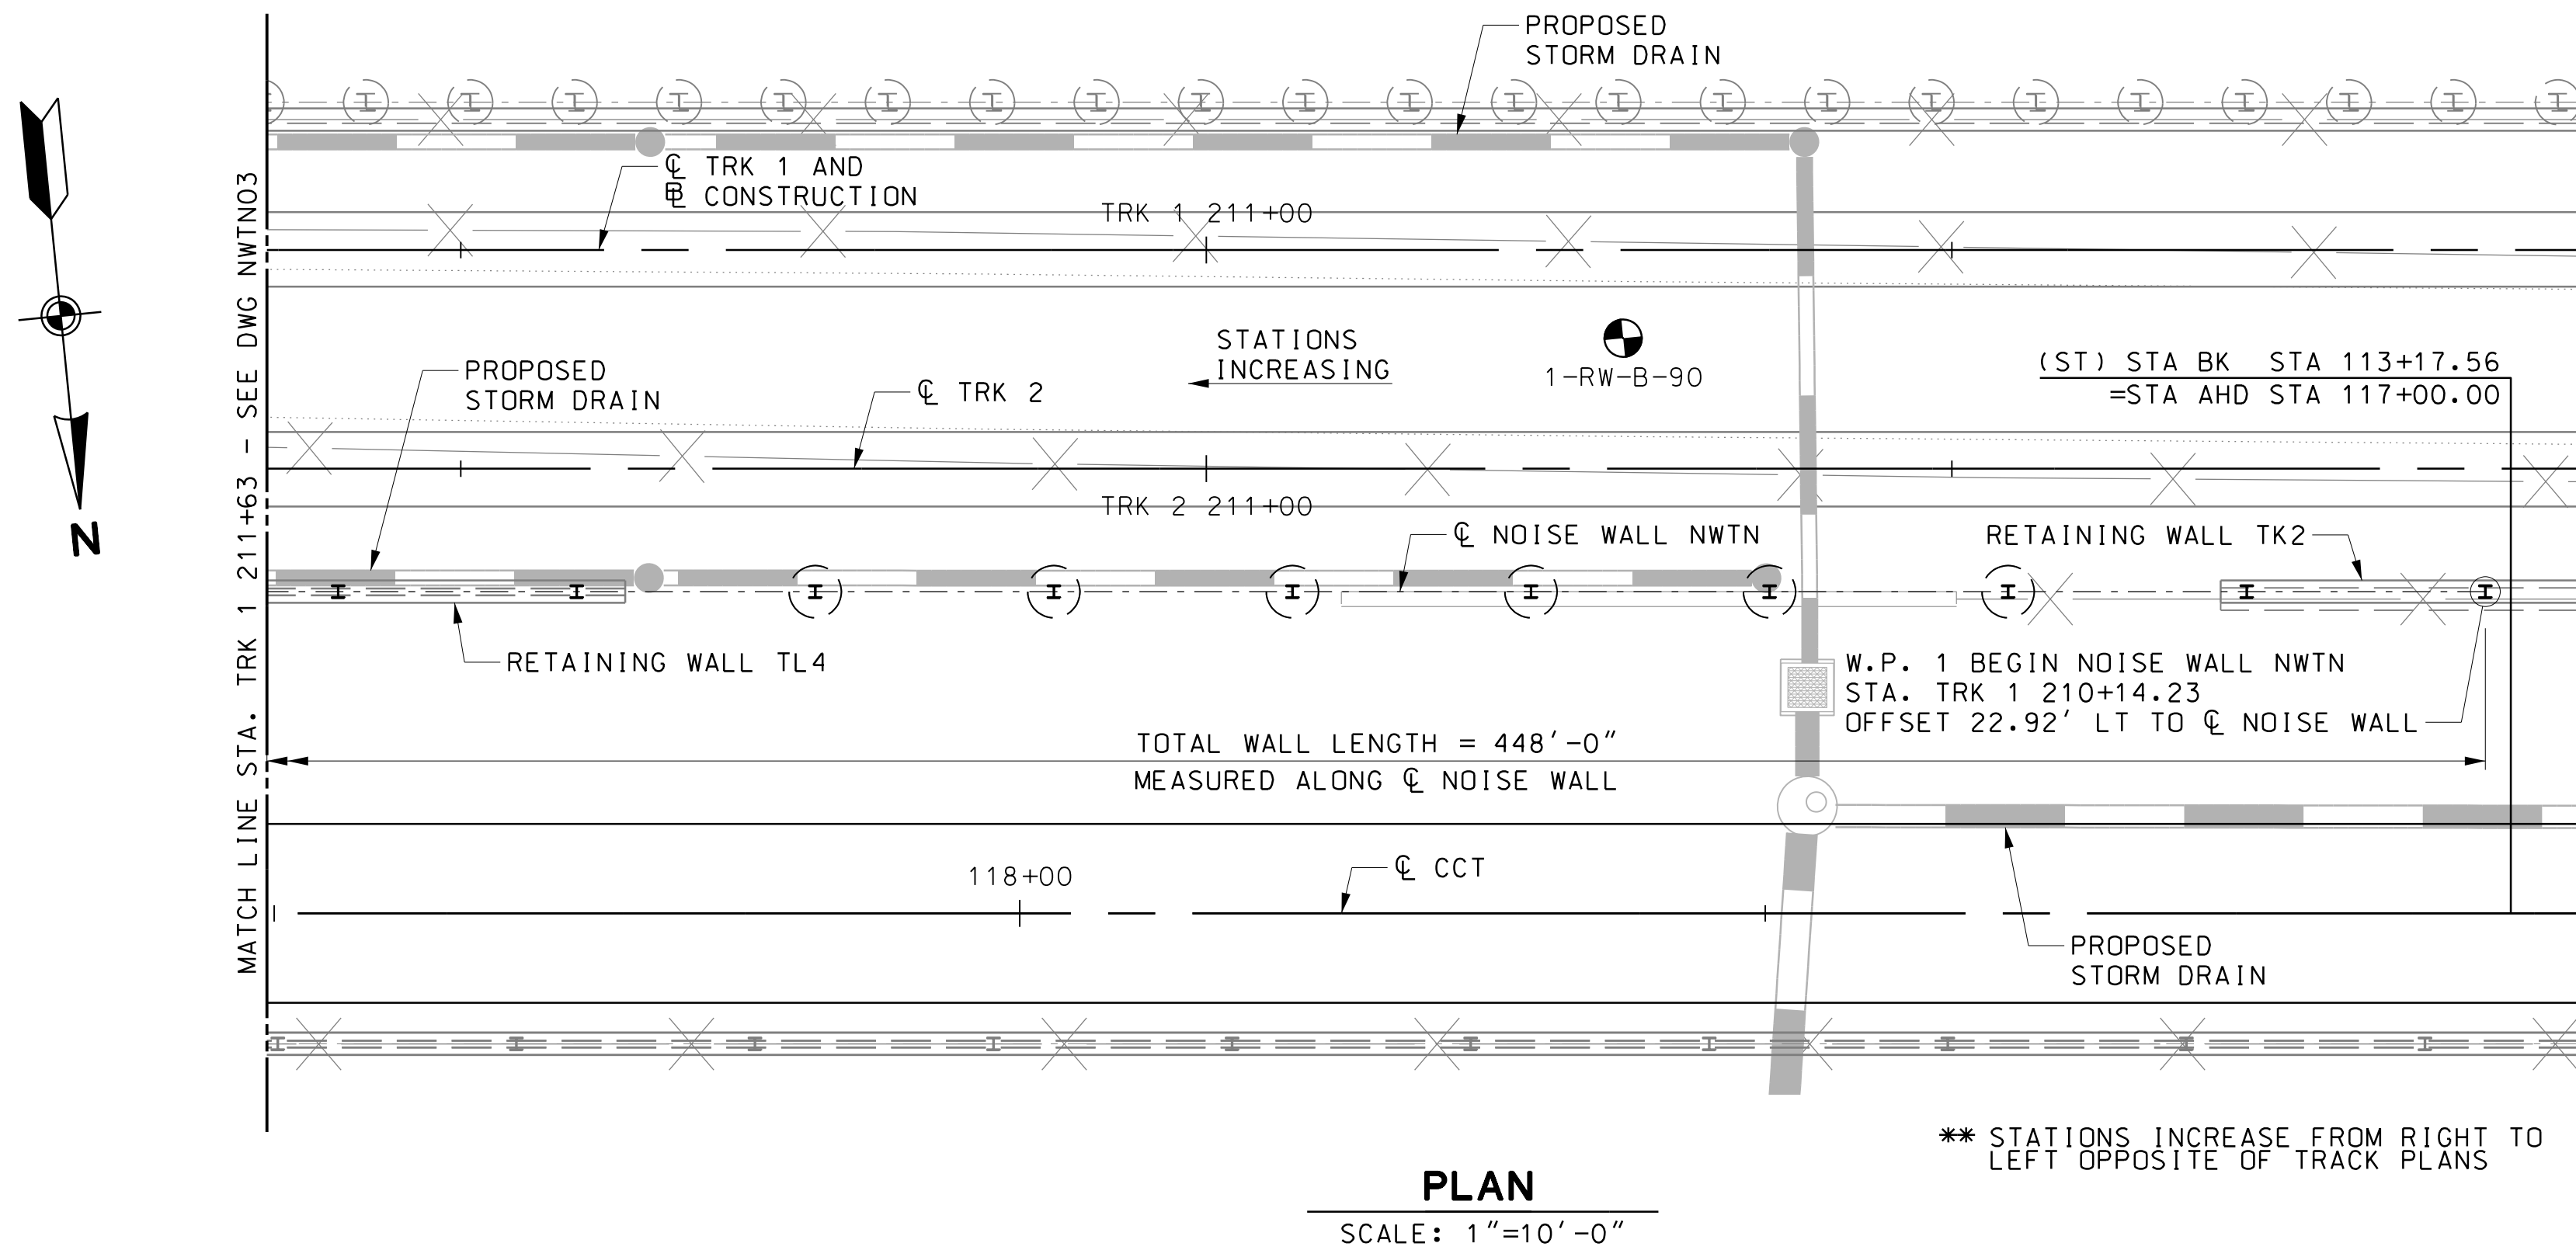 PROPOSED
STORM DRAIN
℄ TRK 1 AND
BL CONSTRUCTION
TRK 1 211+00
STATIONS
INCREASING
1-RW-B-90
(ST) STA BK STA 113+17.56
=STA AHD STA 117+00.00
PROPOSED
STORM DRAIN
℄ TRK 2
TRK 2 211+00
℄ NOISE WALL NWTN
RETAINING WALL TK2
N
RETAINING WALL TL4
W.P. 1 BEGIN NOISE WALL NWTN
STA. TRK 1 210+14.23
OFFSET 22.92' LT TO ℄ NOISE WALL
TOTAL WALL LENGTH = 448'-0"
MEASURED ALONG ℄ NOISE WALL
MATCH LINE STA. TRK 1 211+63 - SEE DWG NWTN03
118+00
℄ CCT
PROPOSED
STORM DRAIN
** STATIONS INCREASE FROM RIGHT TO
LEFT OPPOSITE OF TRACK PLANS
PLAN
SCALE: 1"=10'-0"